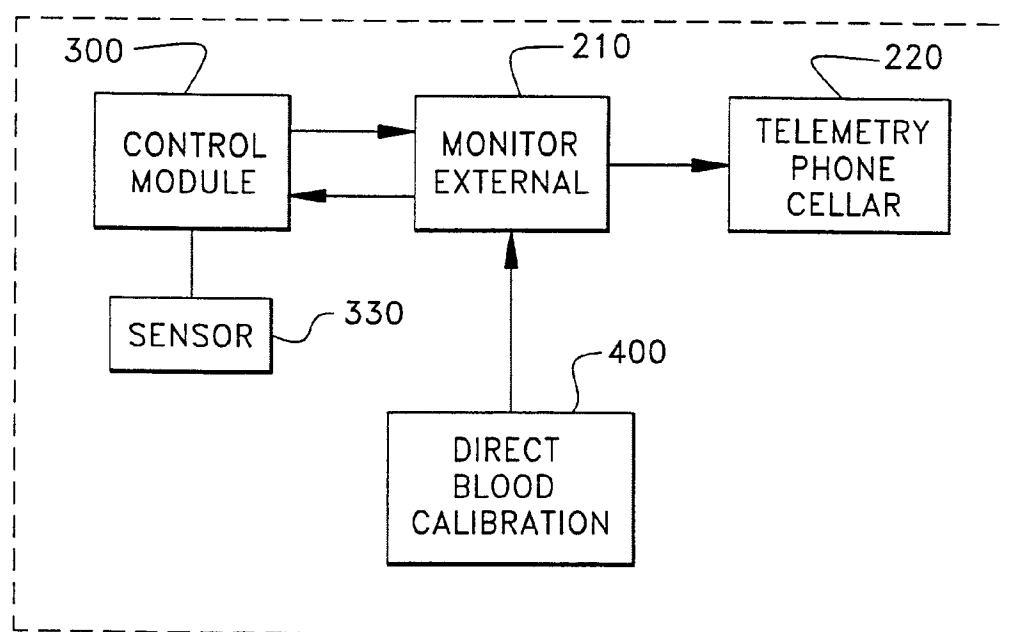 300
210
220
CONTROL
MODULE
MONITOR
EXTERNAL
TELEMETRY
PHONE
CELLAR
SENSOR
330
400
DIRECT
BLOOD
CALIBRATION